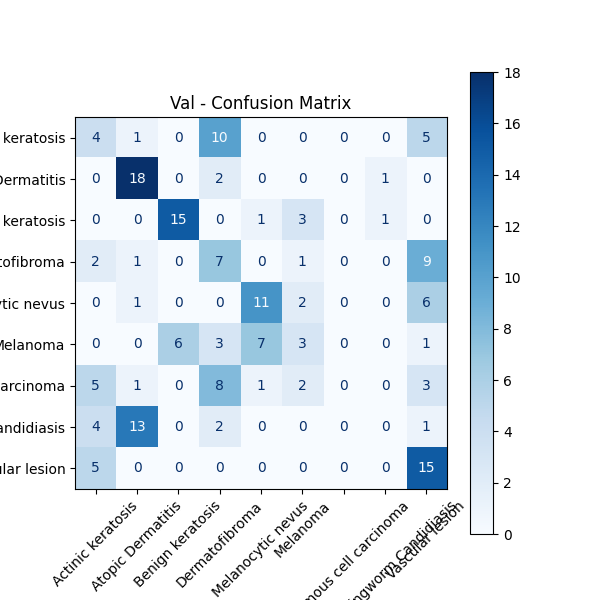 Val - Confusion Matrix
keratosis 4 1 0 10 0 0 0 0 5
Dermatitis 0 18 0 2 0 0 0 1 0
keratosis 0 0 15 0 1 3 0 1 0
tofibroma 2 1 0 7 0 1 0 0 9
tic nevus 0 1 0 0 11 2 0 0 6
Melanoma 0 0 6 3 7 3 0 0 1
arcinoma 5 1 0 8 1 2 0 0 3
andidiasis 4 13 0 2 0 0 0 0 1
ular lesion 5 0 0 0 0 0 0 0 15
Actinic keratosis
Atopic Dermatitis
Benign keratosis
Dermatofibroma
Melanocytic nevus
Melanoma
mous cell carcinoma
ingworm Candidiasis
Vascular lesion
18
16
14
12
10
8
6
4
2
0